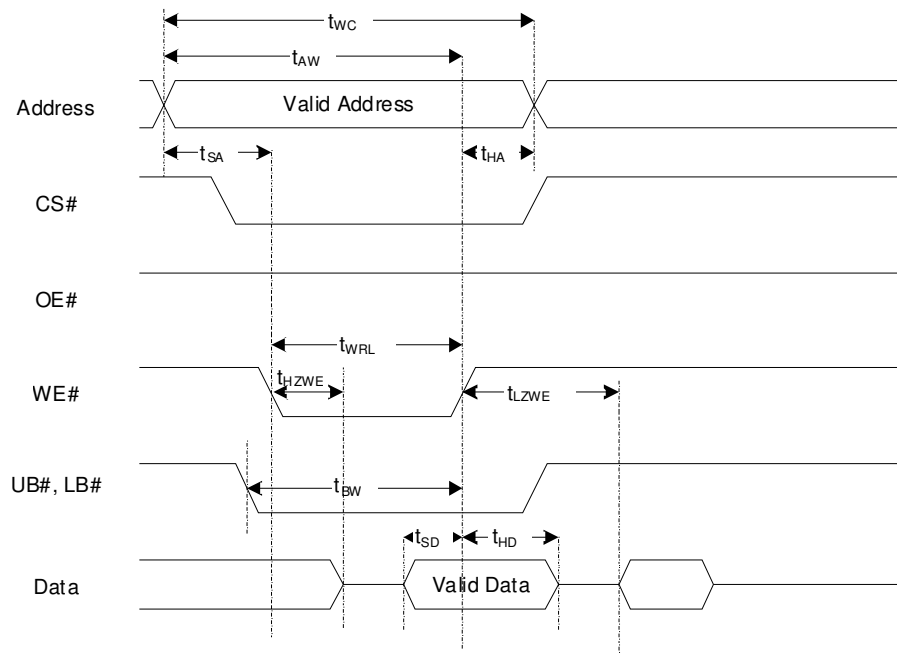 tWC
tAW
Address
Valid Address
tSA
tHA
CS#
OE#
tWRL
WE#
tHZWE
tLZWE
UB#, LB#
tBW
tSD
tHD
Data
Valid Data